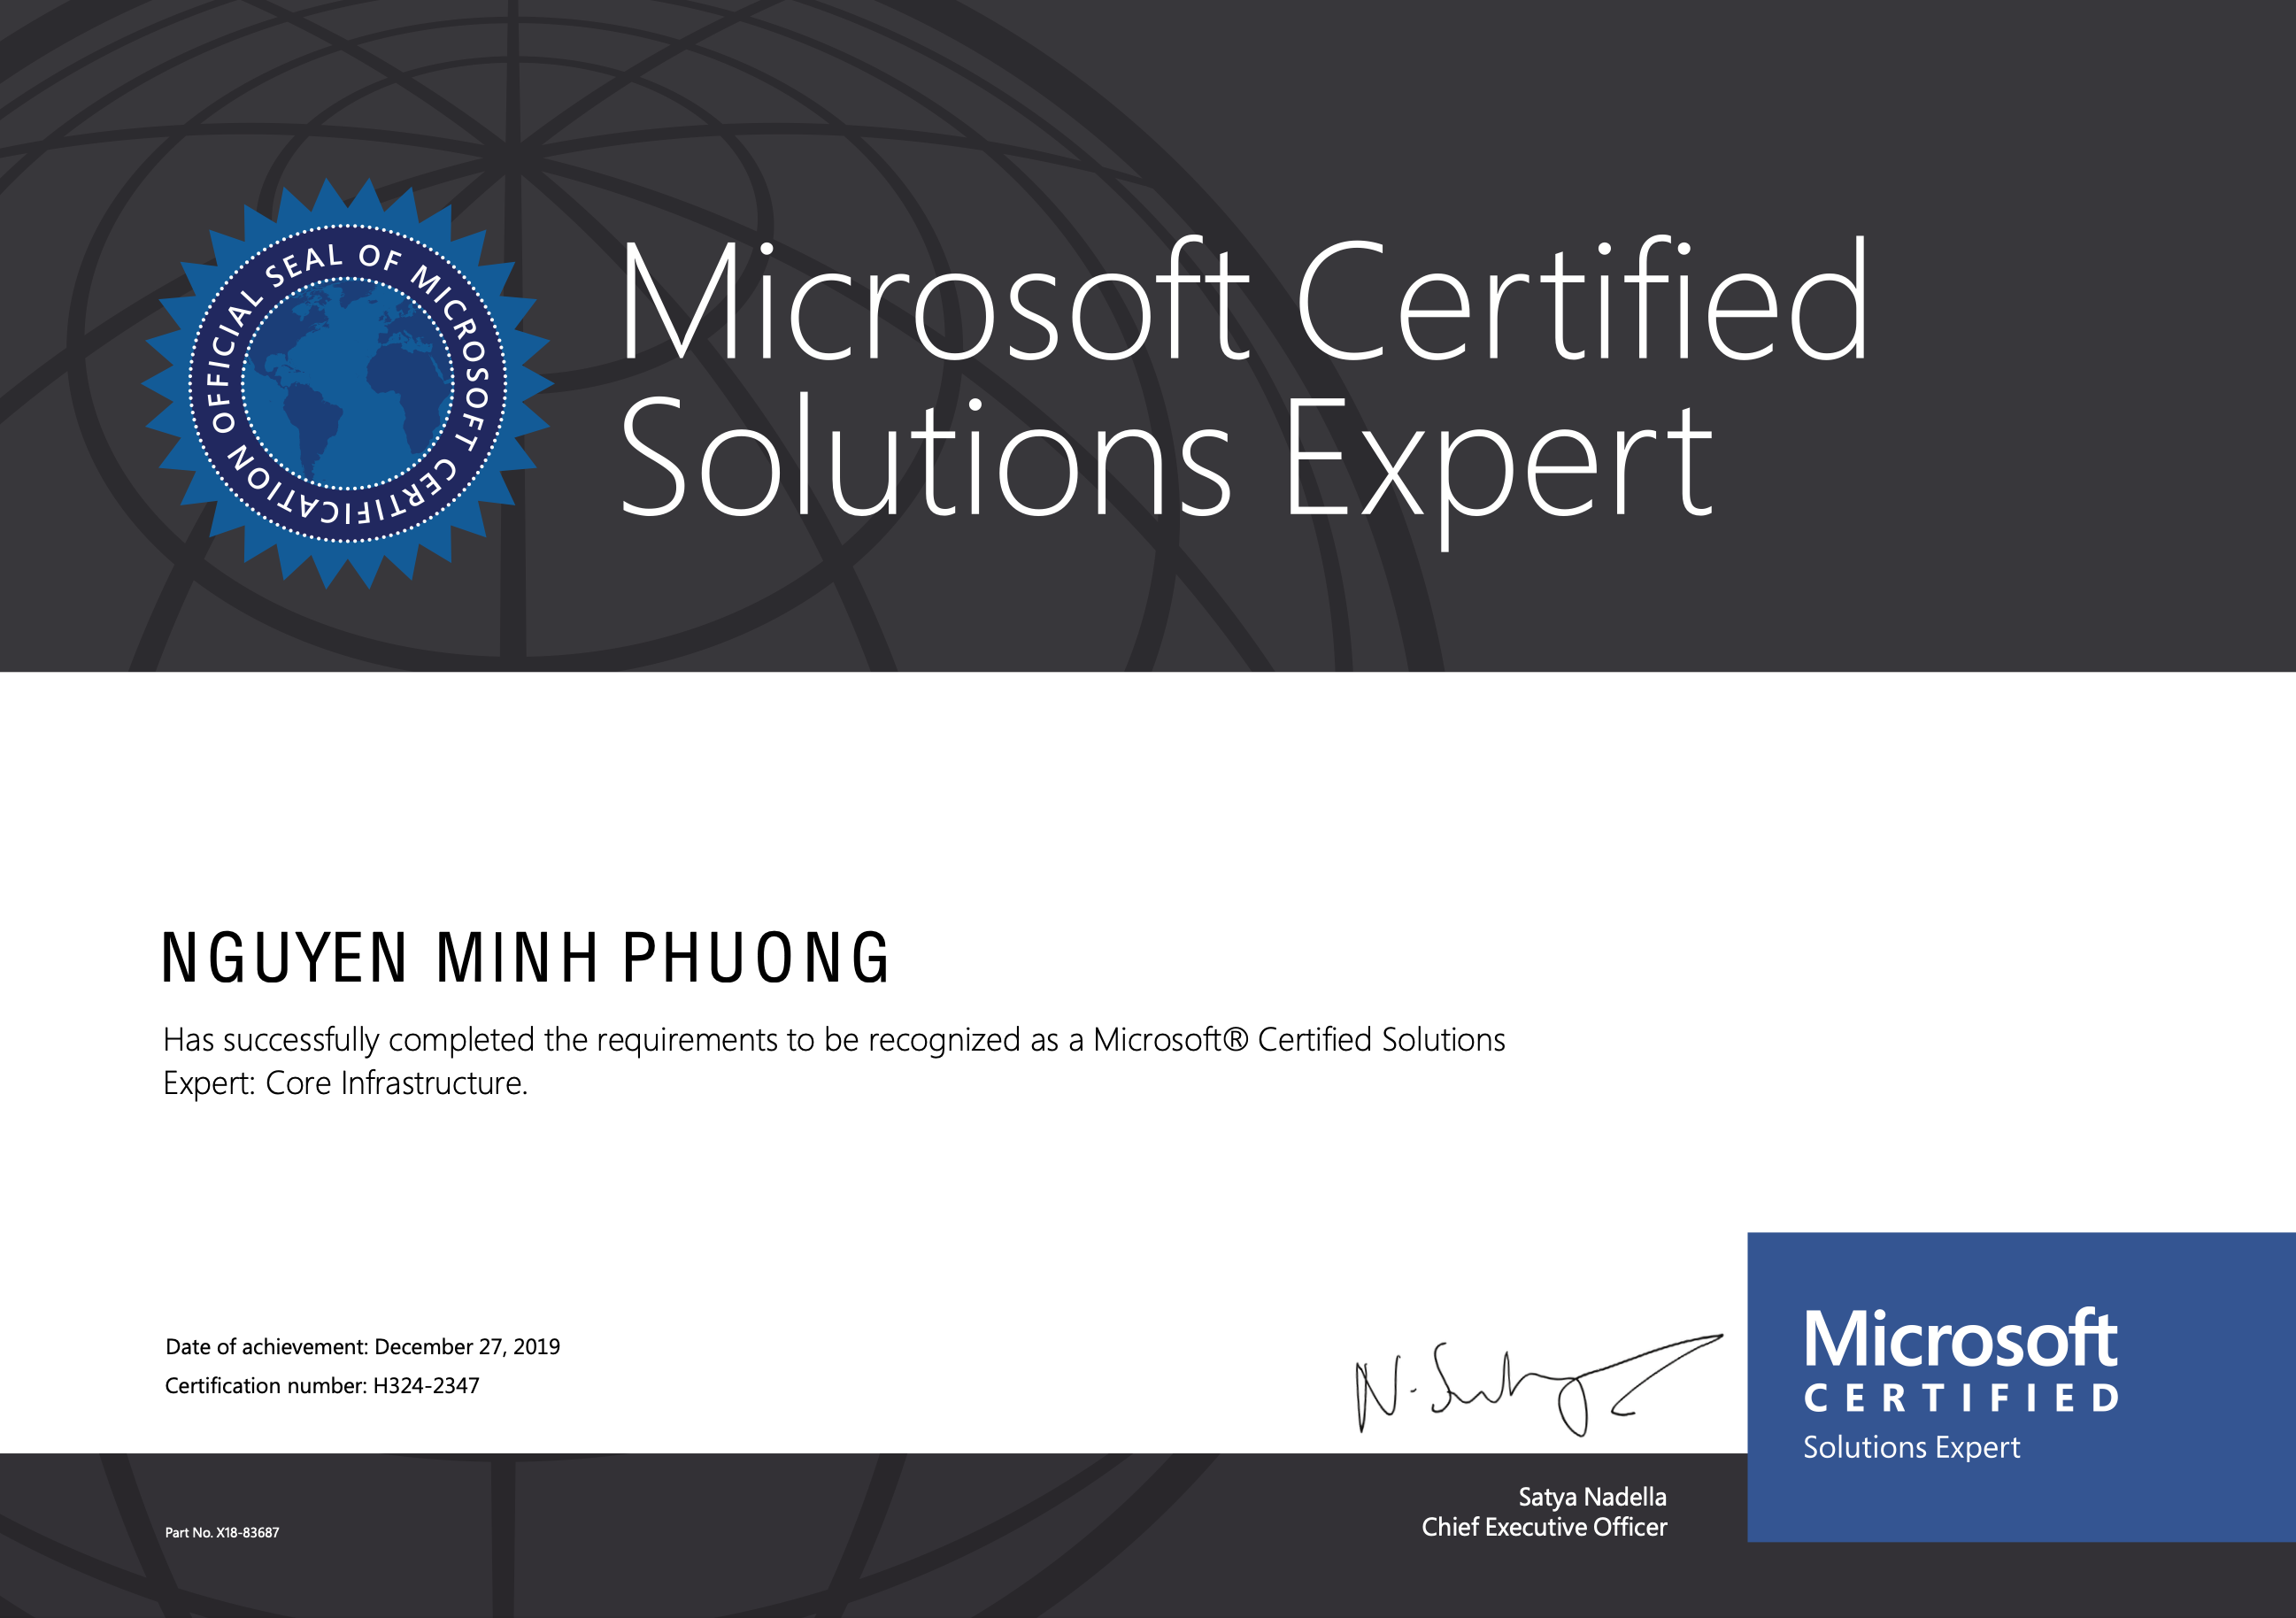 OFFICIAL SEAL OF MICROSOFT CERTIFICATION
Microsoft Certified
Solutions Expert
NGUYEN MINH PHUONG
Has successfully completed the requirements to be recognized as a Microsoft® Certified Solutions
Expert: Core Infrastructure.
Date of achievement: December 27, 2019
Certification number: H324-2347
Satya Nadella
Chief Executive Officer
Part No. X18-83687
Microsoft
CERTIFIED
Solutions Expert